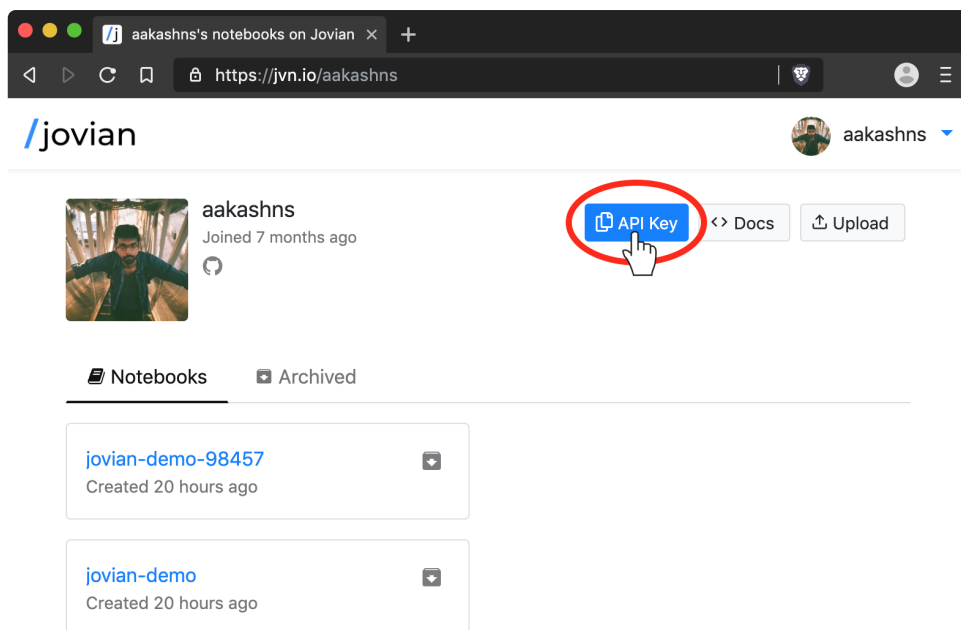 /j aakashns's notebooks on Jovian
https://jvn.io/aakashns
/jovian
aakashns
aakashns
Joined 7 months ago
API Key
<> Docs
Upload
Notebooks
Archived
jovian-demo-98457
Created 20 hours ago
jovian-demo
Created 20 hours ago